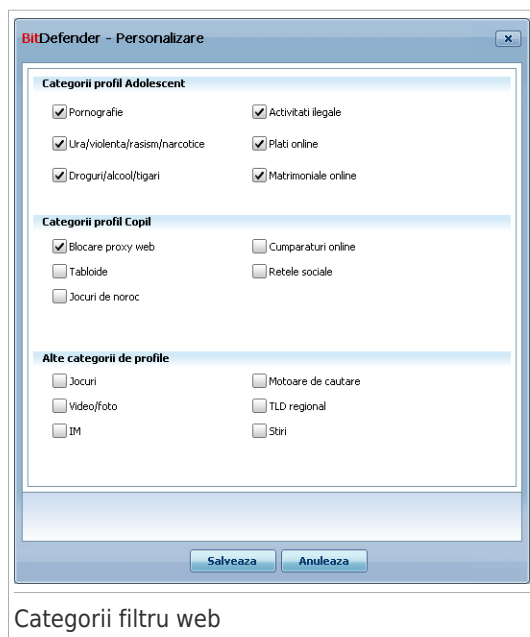 BitDefender - Personalizare
Categorii profil Adolescent
Pornografie
Activitati ilegale
Ura/violenta/rasism/narcotice
Plati online
Droguri/alcool/tigari
Matrimoniale online
Categorii profil Copil
Blocare proxy web
Cumparaturi online
Tabloide
Retele sociale
Jocuri de noroc
Alte categorii de profile
Jocuri
Motoare de cautare
Video/foto
TLD regional
IM
Stiri
Salveaza
Anuleaza
Categorii filtru web